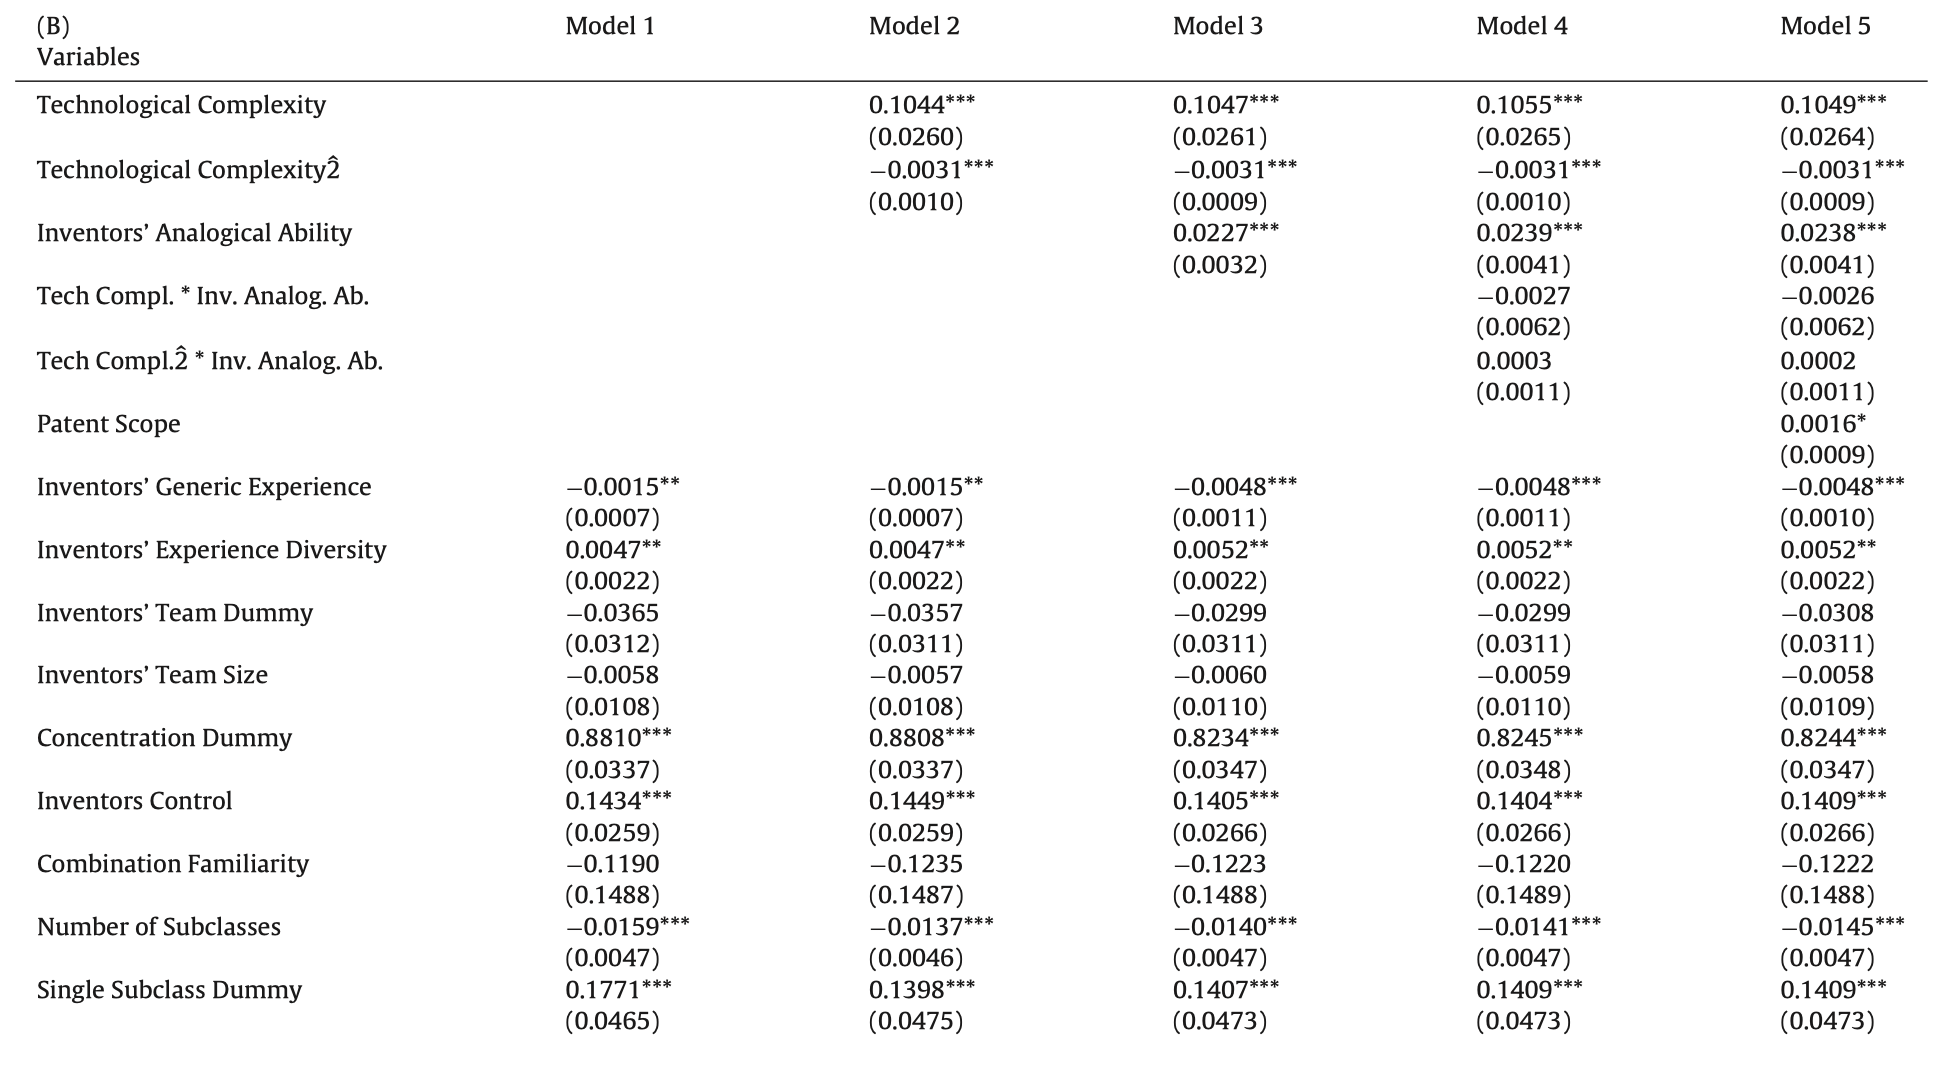 (B) Model 1 Model 2 Model 3 Model 4 Model 5
Variables
Technological Complexity 0.1044*** 0.1047*** 0.1055*** 0.1049***
(0.0260) (0.0261) (0.0265) (0.0264)
Technological Complexity2̂ −0.0031*** −0.0031*** −0.0031*** −0.0031***
(0.0010) (0.0009) (0.0010) (0.0009)
Inventors’ Analogical Ability 0.0227*** 0.0239*** 0.0238***
(0.0032) (0.0041) (0.0041)
Tech Compl. * Inv. Analog. Ab. −0.0027 −0.0026
(0.0062) (0.0062)
Tech Compl.2̂ * Inv. Analog. Ab. 0.0003 0.0002
(0.0011) (0.0011)
Patent Scope 0.0016*
(0.0009)
Inventors’ Generic Experience −0.0015** −0.0015** −0.0048*** −0.0048*** −0.0048***
(0.0007) (0.0007) (0.0011) (0.0011) (0.0010)
Inventors’ Experience Diversity 0.0047** 0.0047** 0.0052** 0.0052** 0.0052**
(0.0022) (0.0022) (0.0022) (0.0022) (0.0022)
Inventors’ Team Dummy −0.0365 −0.0357 −0.0299 −0.0299 −0.0308
(0.0312) (0.0311) (0.0311) (0.0311) (0.0311)
Inventors’ Team Size −0.0058 −0.0057 −0.0060 −0.0059 −0.0058
(0.0108) (0.0108) (0.0110) (0.0110) (0.0109)
Concentration Dummy 0.8810*** 0.8808*** 0.8234*** 0.8245*** 0.8244***
(0.0337) (0.0337) (0.0347) (0.0348) (0.0347)
Inventors Control 0.1434*** 0.1449*** 0.1405*** 0.1404*** 0.1409***
(0.0259) (0.0259) (0.0266) (0.0266) (0.0266)
Combination Familiarity −0.1190 −0.1235 −0.1223 −0.1220 −0.1222
(0.1488) (0.1487) (0.1488) (0.1489) (0.1488)
Number of Subclasses −0.0159*** −0.0137*** −0.0140*** −0.0141*** −0.0145***
(0.0047) (0.0046) (0.0047) (0.0047) (0.0047)
Single Subclass Dummy 0.1771*** 0.1398*** 0.1407*** 0.1409*** 0.1409***
(0.0465) (0.0475) (0.0473) (0.0473) (0.0473)